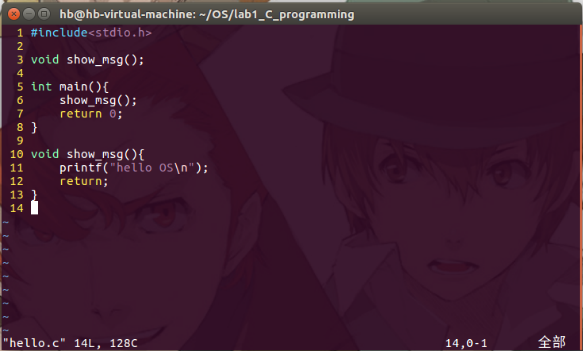 hb@hb-virtual-machine: ~/OS/lab1_C_programming
1 #include<stdio.h>
2
3 void show_msg();
4
5 int main(){
6     show_msg();
7     return 0;
8 }
9
10 void show_msg(){
11     printf("hello OS\n");
12     return;
13 }
14
~
~
~
~
~
~
~
~
"hello.c" 14L, 128C 14,0-1 全部